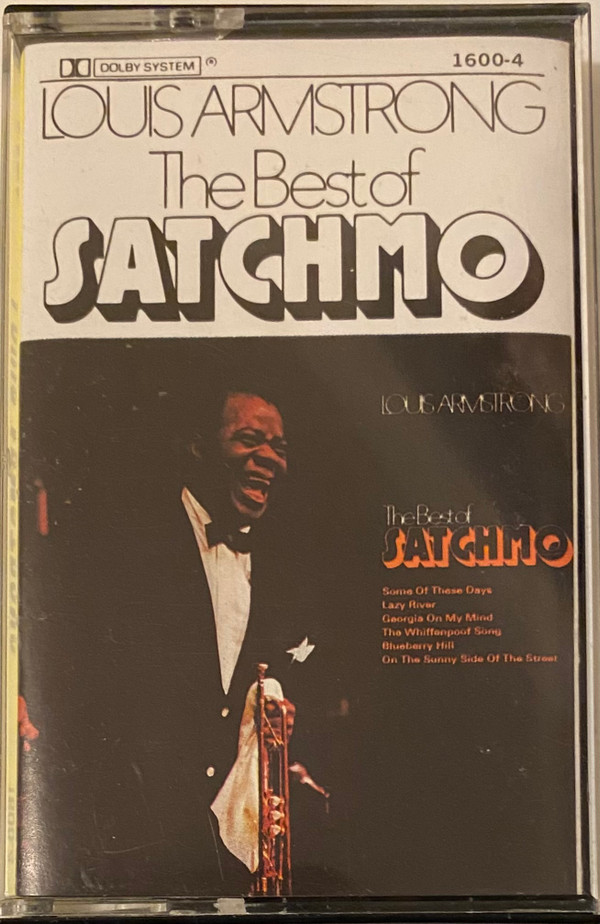 DOLBY SYSTEM ®
1600-4
LOUIS ARMSTRONG
The Best of
SATCHMO
LOUIS ARMSTRONG
The Best of
SATCHMO
Some Of These Days
Lazy River
Georgia On My Mind
The Whiffenpoof Song
Blueberry Hill
On The Sunny Side Of The Street